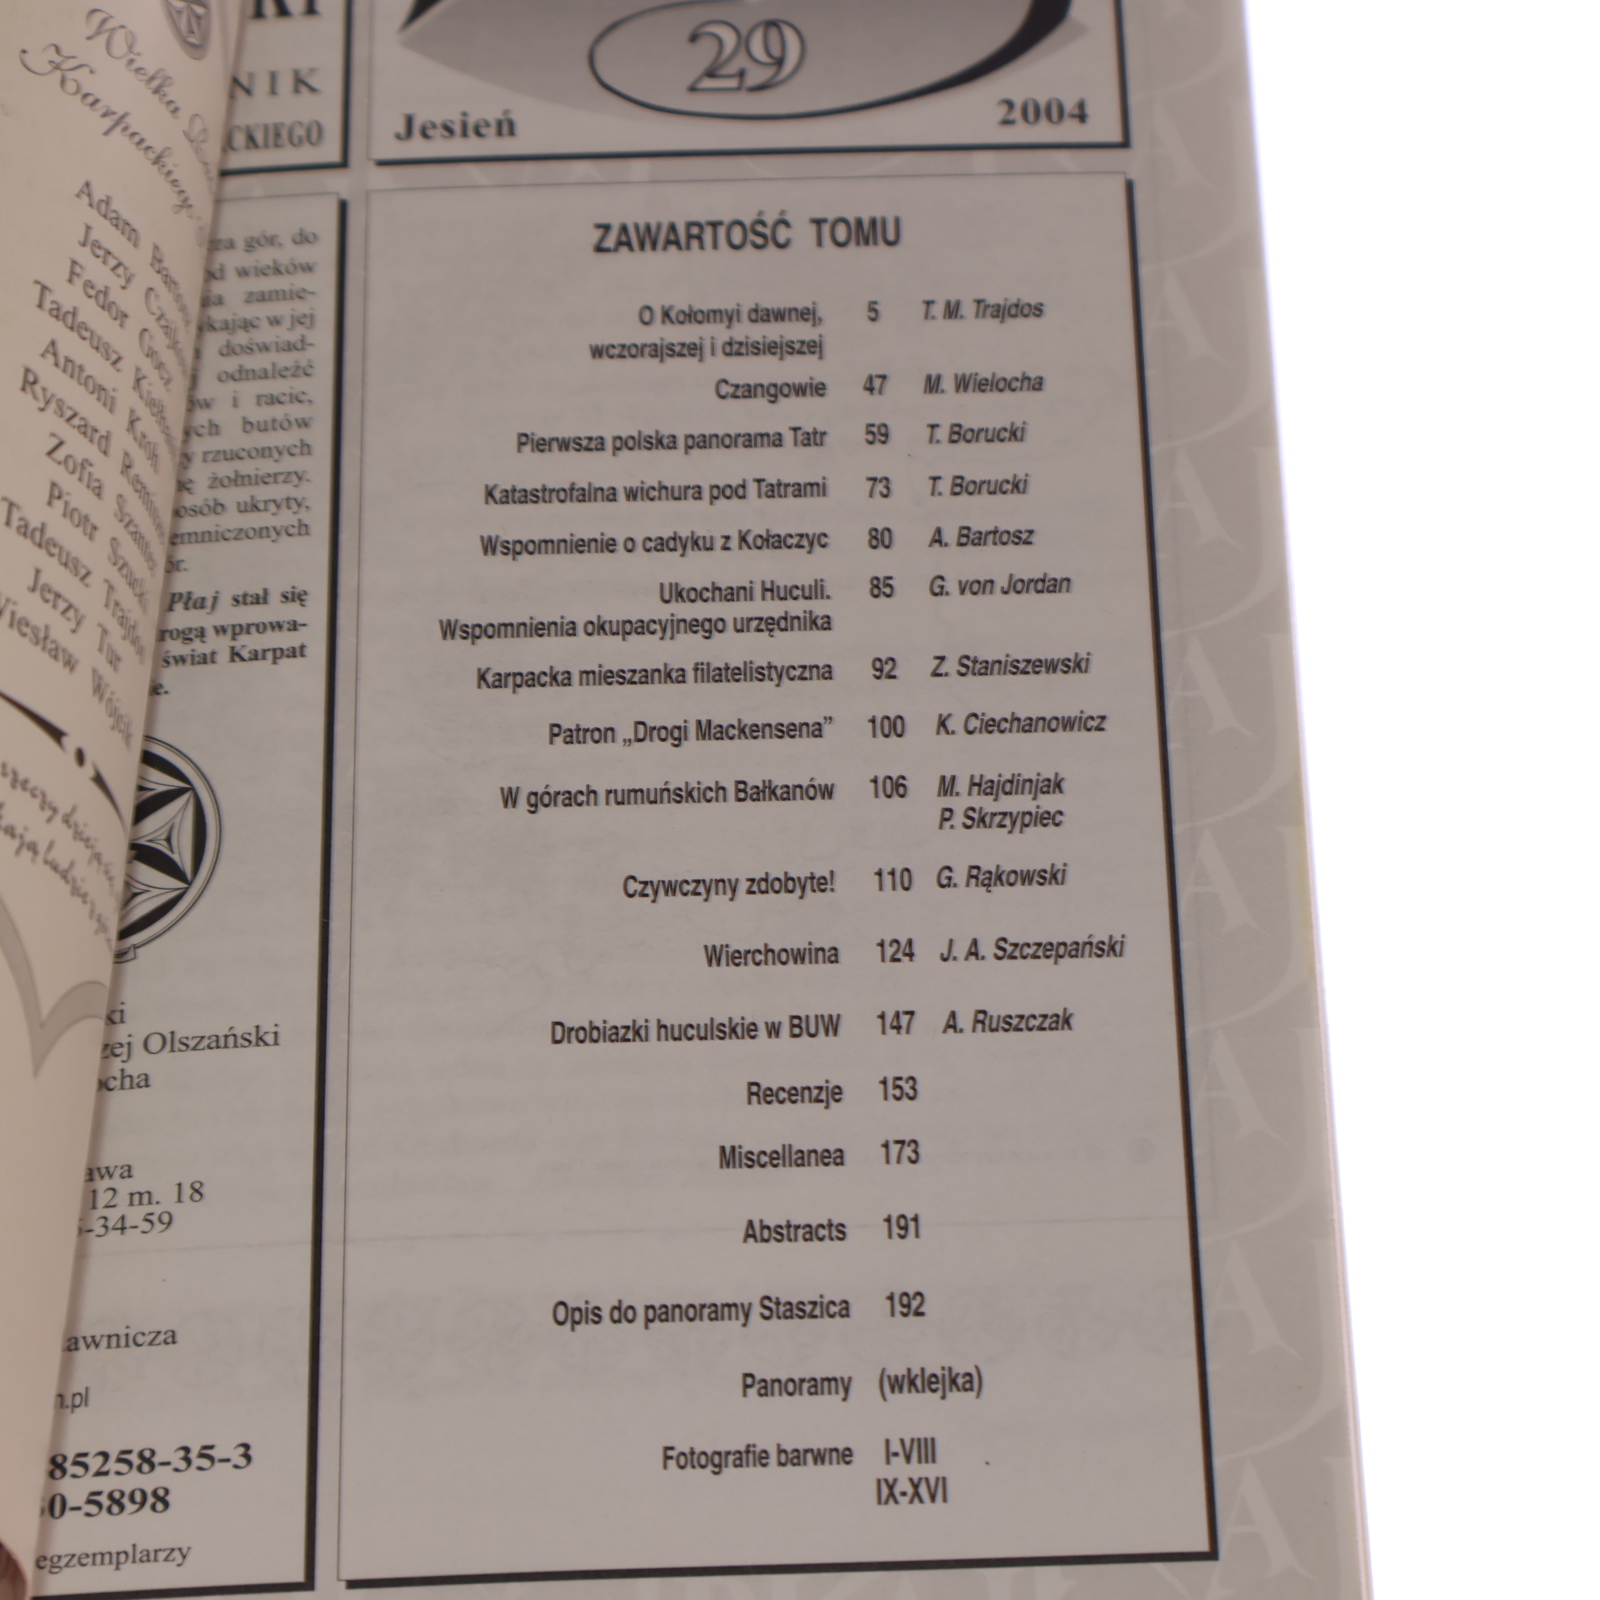 Wielka
Karpackiego
Adam
Jerzy
Fedor Gocz
Tadeusz
Antoni Kroh
Ryszard
Zofia
Piotr
Tadeusz Trajdos
Jerzy Tur
Wójcik
NIK
gór, do
wieków
zamię-
w jej
doświad-
odnaleźć
i racic,
butów
rzuconych
żołnierzy.
ukryty,
Płaj stał się
wprowa-
świat Karpat
Olszański
12 m. 18
-34-59
85258-35-3
0-5898
egzemplarzy
29
Jesień 2004
ZAWARTOŚĆ TOMU
O Kołomyi dawnej, 5 T. M. Trajdos
wczorajszej i dzisiejszej
Czangowie 47 M. Wielocha
Pierwsza polska panorama Tatr 59 T. Borucki
Katastrofalna wichura pod Tatrami 73 T. Borucki
Wspomnienie o cadyku z Kołaczyc 80 A. Bartosz
Ukochani Huculi. 85 G. von Jordan
Wspomnienia okupacyjnego urzędnika
Karpacka mieszanka filatelistyczna 92 Z. Staniszewski
Patron „Drogi Mackensena” 100 K. Ciechanowicz
W górach rumuńskich Bałkanów 106 M. Hajdinjak
P. Skrzypiec
Czywczyny zdobyte! 110 G. Rąkowski
Wierchowina 124 J. A. Szczepański
Drobiazki huculskie w BUW 147 A. Ruszczak
Recenzje 153
Miscellanea 173
Abstracts 191
Opis do panoramy Staszica 192
Panoramy (wklejka)
Fotografie barwne I-VIII
IX-XVI